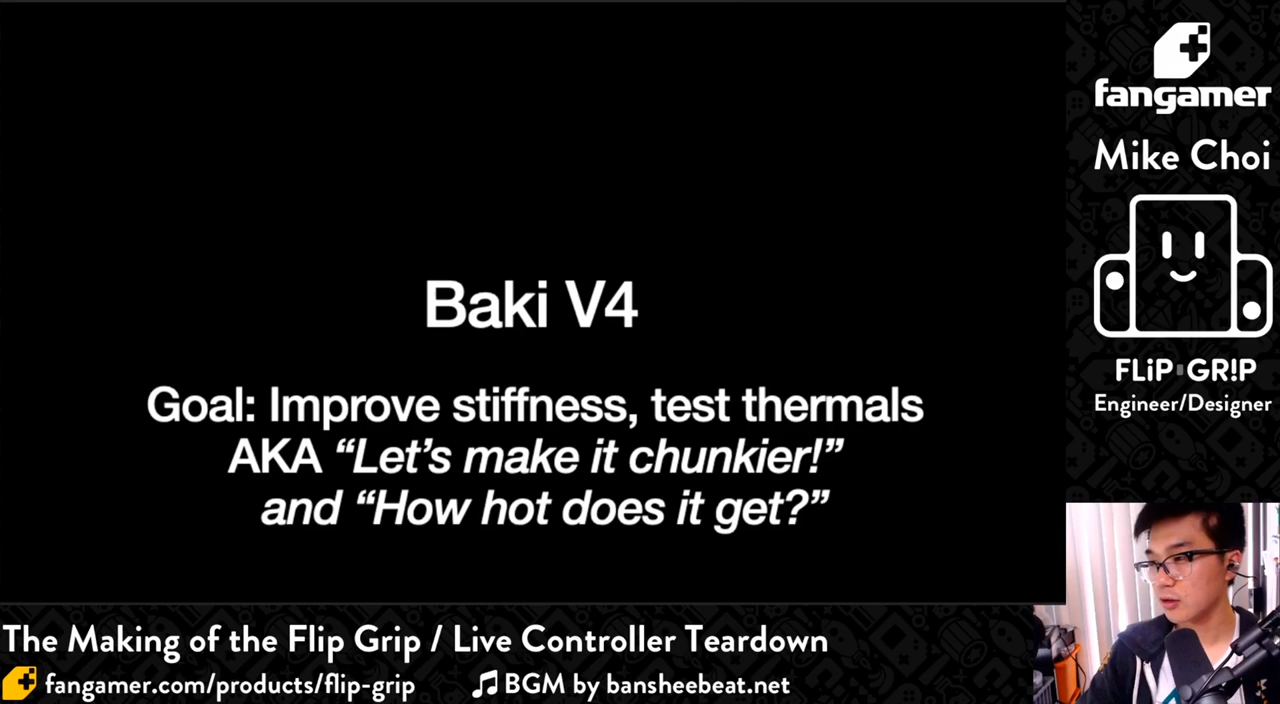 Baki V4
Goal: Improve stiffness, test thermals
AKA “Let’s make it chunkier!”
and “How hot does it get?”
fangamer
Mike Choi
FLiP GR!P
Engineer/Designer
The Making of the Flip Grip / Live Controller Teardown
fangamer.com/products/flip-grip
BGM by bansheebeat.net